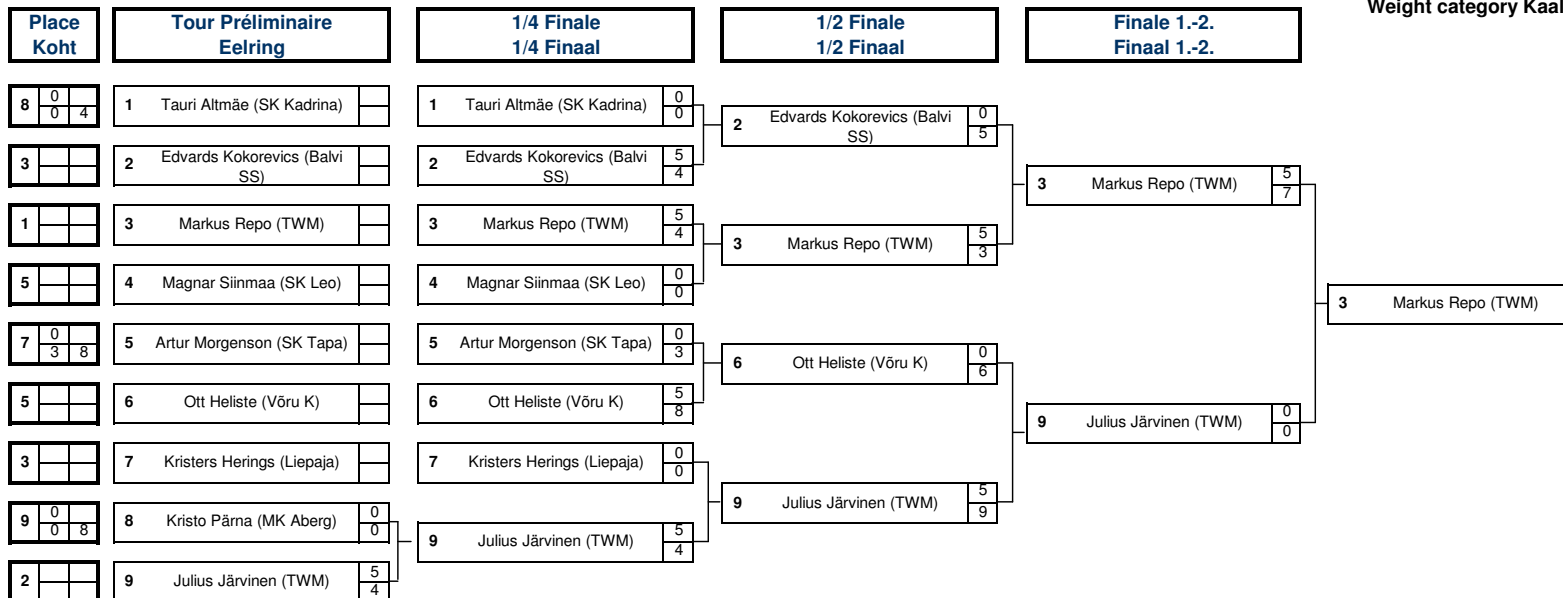 Weight category Kaal
Place
Koht
Tour Préliminaire
Eelring
1/4 Finale
1/4 Finaal
1/2 Finale
1/2 Finaal
Finale 1.-2.
Finaal 1.-2.
8 0
0 4
1 Tauri Altmäe (SK Kadrina)
1 Tauri Altmäe (SK Kadrina) 0
0
2 Edvards Kokorevics (Balvi
SS) 0
5
3
2 Edvards Kokorevics (Balvi
SS)
2 Edvards Kokorevics (Balvi
SS) 5
4
3 Markus Repo (TWM) 5
7
1
3 Markus Repo (TWM)
3 Markus Repo (TWM) 5
4
3 Markus Repo (TWM) 5
3
5
4 Magnar Siinmaa (SK Leo)
4 Magnar Siinmaa (SK Leo) 0
0
3 Markus Repo (TWM)
7 0
3 8
5 Artur Morgenson (SK Tapa)
5 Artur Morgenson (SK Tapa) 0
3
6 Ott Heliste (Võru K) 0
6
5
6 Ott Heliste (Võru K)
6 Ott Heliste (Võru K) 5
8
9 Julius Järvinen (TWM) 0
0
3
7 Kristers Herings (Liepaja)
7 Kristers Herings (Liepaja) 0
0
9 Julius Järvinen (TWM) 5
9
9 0
0 8
8 Kristo Pärna (MK Aberg) 0
0
9 Julius Järvinen (TWM) 5
4
2
9 Julius Järvinen (TWM) 5
4